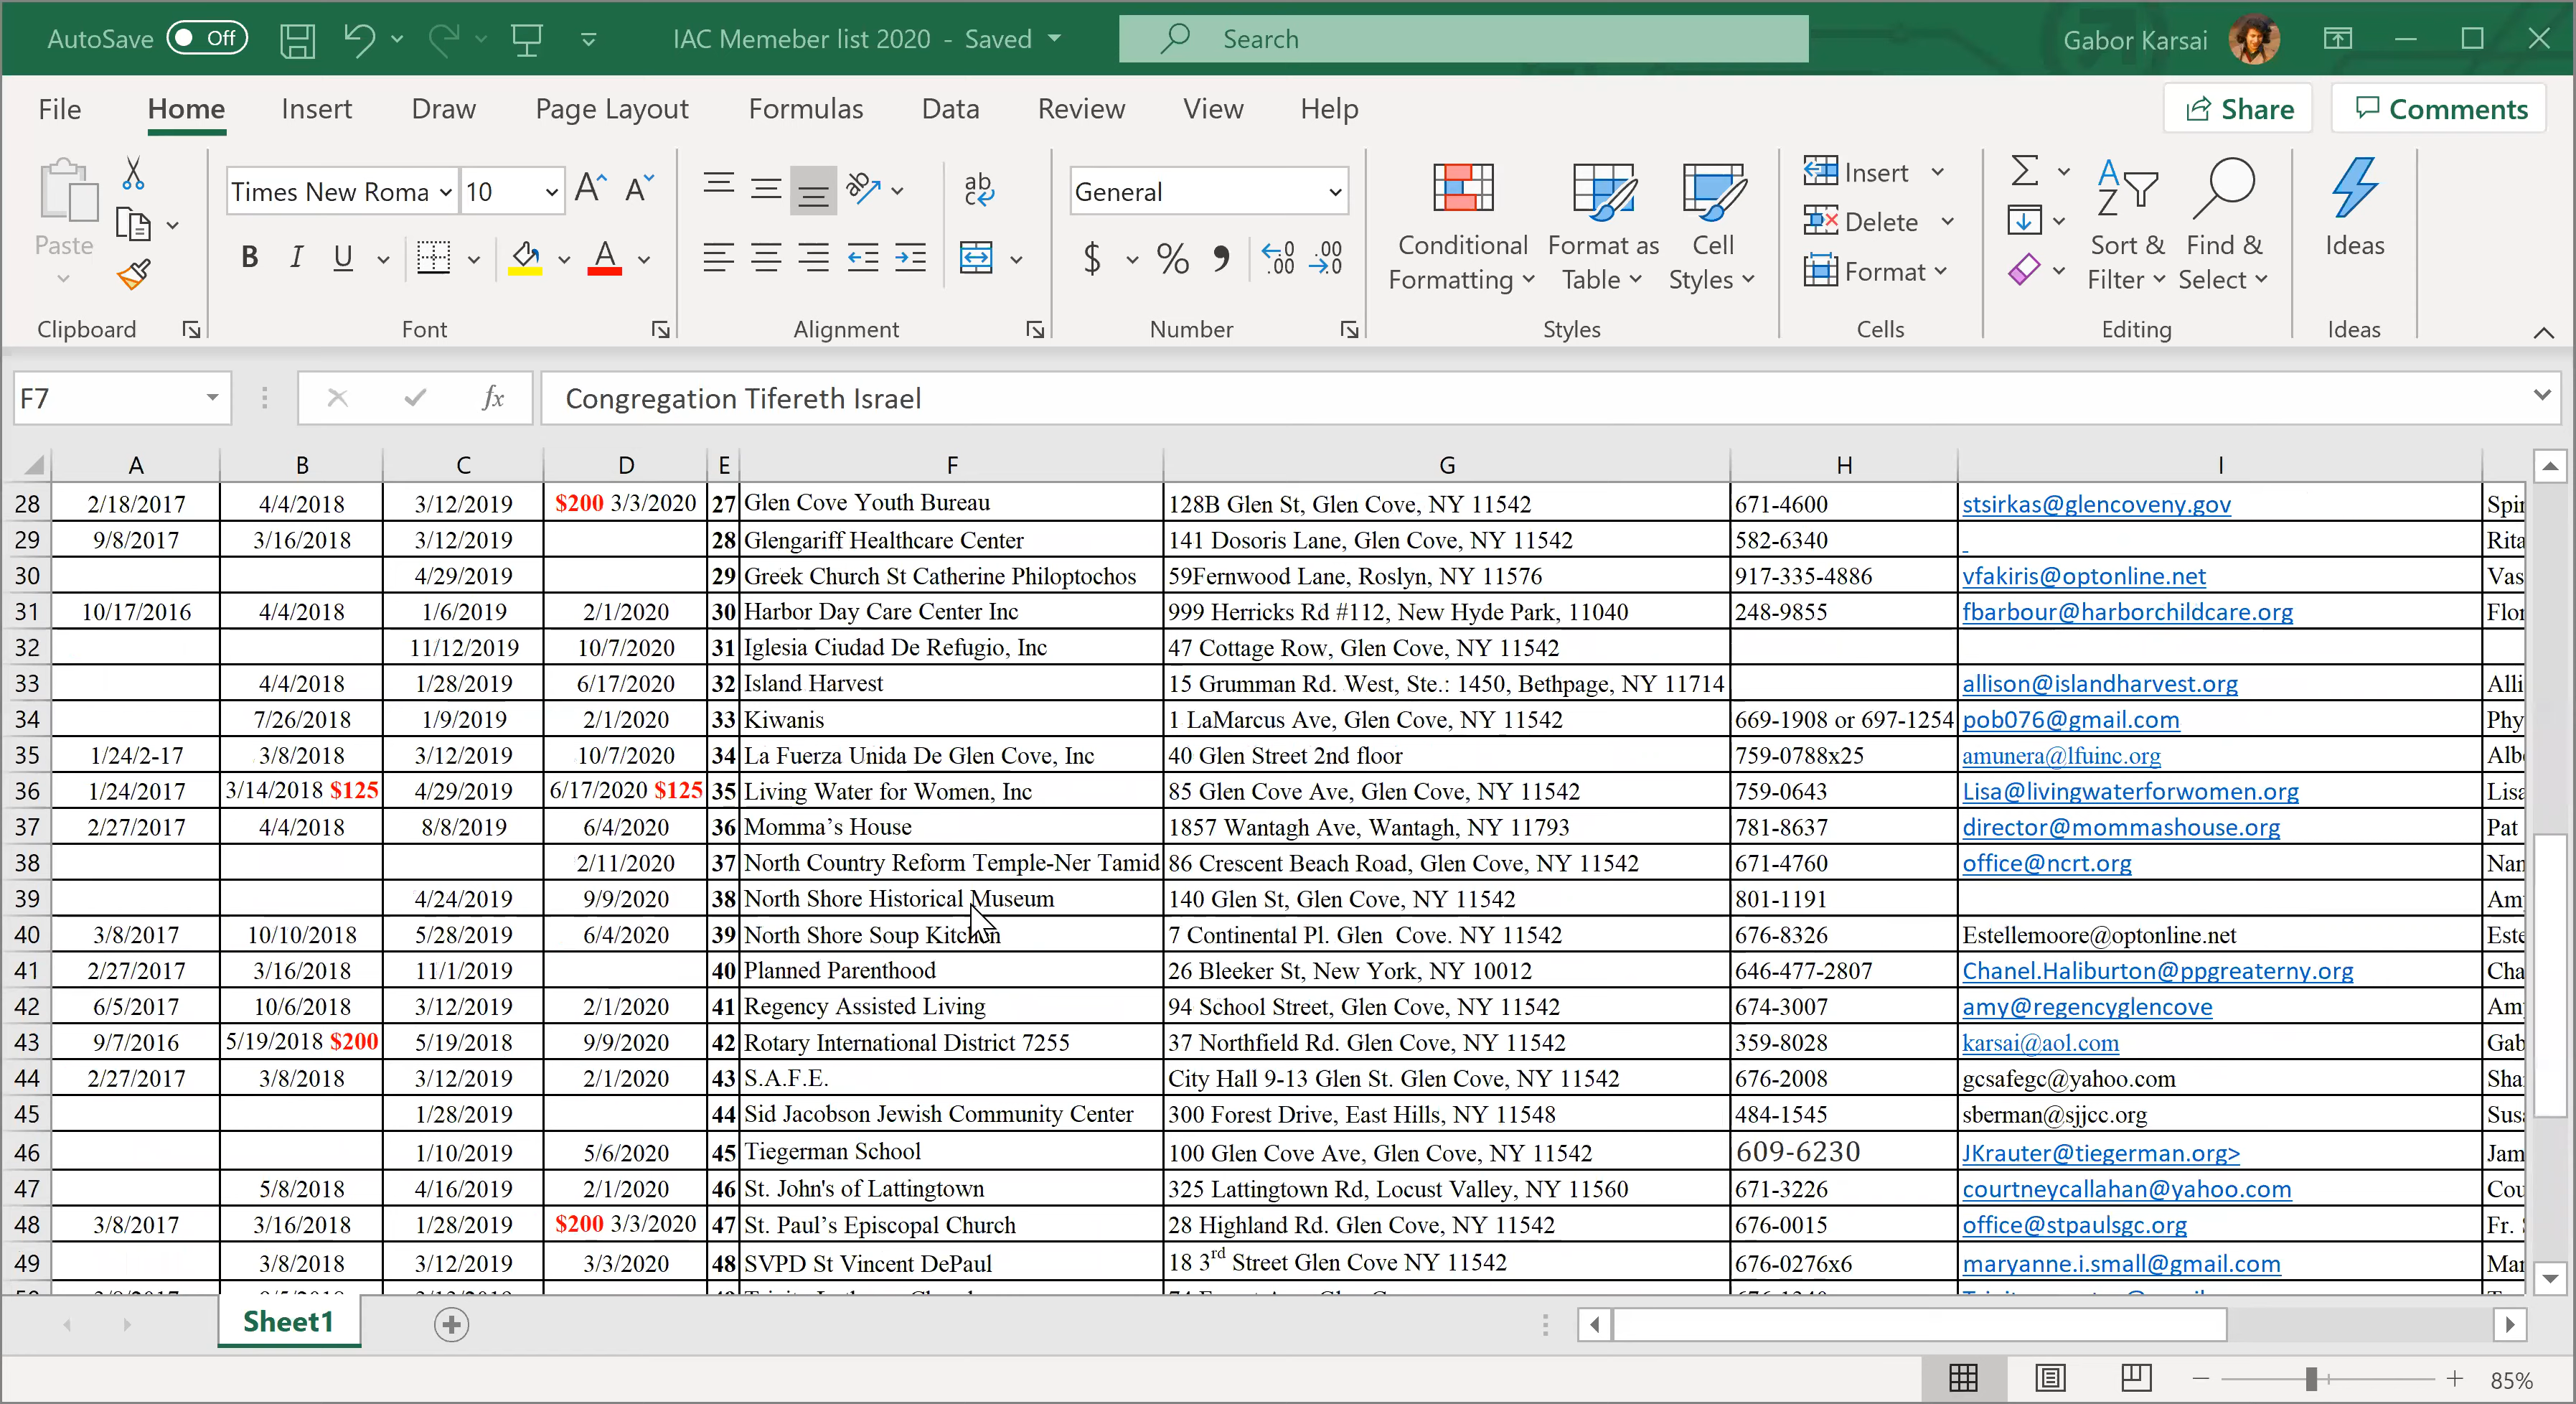 AutoSave Off IAC Memeber list 2020 - Saved Search Gabor Karsai
File Home Insert Draw Page Layout Formulas Data Review View Help Share Comments
Paste
Clipboard
Times New Roma 10
B I U A
Font
ab
Alignment
General
$ % , .00
Number
Conditional Formatting
Format as Table
Cell Styles
Styles
Insert
Delete
Format
Cells
Sort & Filter
Find & Select
Editing
Ideas
Ideas
F7 fx Congregation Tifereth Israel
A B C D E F G H I
28 2/18/2017 4/4/2018 3/12/2019 $200 3/3/2020 27 Glen Cove Youth Bureau 128B Glen St, Glen Cove, NY 11542 671-4600 stsirkas@glencoveny.gov Spir
29 9/8/2017 3/16/2018 3/12/2019 28 Glengariff Healthcare Center 141 Dosoris Lane, Glen Cove, NY 11542 582-6340 Rita
30 4/29/2019 29 Greek Church St Catherine Philoptochos 59Fernwood Lane, Roslyn, NY 11576 917-335-4886 vfakiris@optonline.net Vas
31 10/17/2016 4/4/2018 1/6/2019 2/1/2020 30 Harbor Day Care Center Inc 999 Herricks Rd #112, New Hyde Park, 11040 248-9855 fbarbour@harborchildcare.org Flor
32 11/12/2019 10/7/2020 31 Iglesia Ciudad De Refugio, Inc 47 Cottage Row, Glen Cove, NY 11542
33 4/4/2018 1/28/2019 6/17/2020 32 Island Harvest 15 Grumman Rd. West, Ste.: 1450, Bethpage, NY 11714 allison@islandharvest.org Alli
34 7/26/2018 1/9/2019 2/1/2020 33 Kiwanis 1 LaMarcus Ave, Glen Cove, NY 11542 669-1908 or 697-1254 pob076@gmail.com Phy
35 1/24/2-17 3/8/2018 3/12/2019 10/7/2020 34 La Fuerza Unida De Glen Cove, Inc 40 Glen Street 2nd floor 759-0788x25 amunera@lfuinc.org Alb
36 1/24/2017 3/14/2018 $125 4/29/2019 6/17/2020 $125 35 Living Water for Women, Inc 85 Glen Cove Ave, Glen Cove, NY 11542 759-0643 Lisa@livingwaterforwomen.org Lisa
37 2/27/2017 4/4/2018 8/8/2019 6/4/2020 36 Momma’s House 1857 Wantagh Ave, Wantagh, NY 11793 781-8637 director@mommashouse.org Pat
38 2/11/2020 37 North Country Reform Temple-Ner Tamid 86 Crescent Beach Road, Glen Cove, NY 11542 671-4760 office@ncrt.org Nan
39 4/24/2019 9/9/2020 38 North Shore Historical Museum 140 Glen St, Glen Cove, NY 11542 801-1191 Am
40 3/8/2017 10/10/2018 5/28/2019 6/4/2020 39 North Shore Soup Kitchen 7 Continental Pl. Glen Cove. NY 11542 676-8326 Estellemoore@optonline.net Este
41 2/27/2017 3/16/2018 11/1/2019 40 Planned Parenthood 26 Bleeker St, New York, NY 10012 646-477-2807 Chanel.Haliburton@ppgreaterny.org Cha
42 6/5/2017 10/6/2018 3/12/2019 2/1/2020 41 Regency Assisted Living 94 School Street, Glen Cove, NY 11542 674-3007 amy@regencyglencove Am
43 9/7/2016 5/19/2018 $200 5/19/2018 9/9/2020 42 Rotary International District 7255 37 Northfield Rd. Glen Cove, NY 11542 359-8028 karsai@aol.com Gab
44 2/27/2017 3/8/2018 3/12/2019 2/1/2020 43 S.A.F.E. City Hall 9-13 Glen St. Glen Cove, NY 11542 676-2008 gcsafegc@yahoo.com Sha
45 1/28/2019 44 Sid Jacobson Jewish Community Center 300 Forest Drive, East Hills, NY 11548 484-1545 sberman@sjjcc.org Sus
46 1/10/2019 5/6/2020 45 Tiegerman School 100 Glen Cove Ave, Glen Cove, NY 11542 609-6230 JKrauter@tiegerman.org> Jam
47 5/8/2018 4/16/2019 2/1/2020 46 St. John's of Lattingtown 325 Lattingtown Rd, Locust Valley, NY 11560 671-3226 courtneycallahan@yahoo.com Cou
48 3/8/2017 3/16/2018 1/28/2019 $200 3/3/2020 47 St. Paul’s Episcopal Church 28 Highland Rd. Glen Cove, NY 11542 676-0015 office@stpaulsgc.org Fr.
49 3/8/2018 3/12/2019 3/3/2020 48 SVPD St Vincent DePaul 18 3rd Street Glen Cove NY 11542 676-0276x6 maryanne.i.small@gmail.com Mar
Sheet1
85%